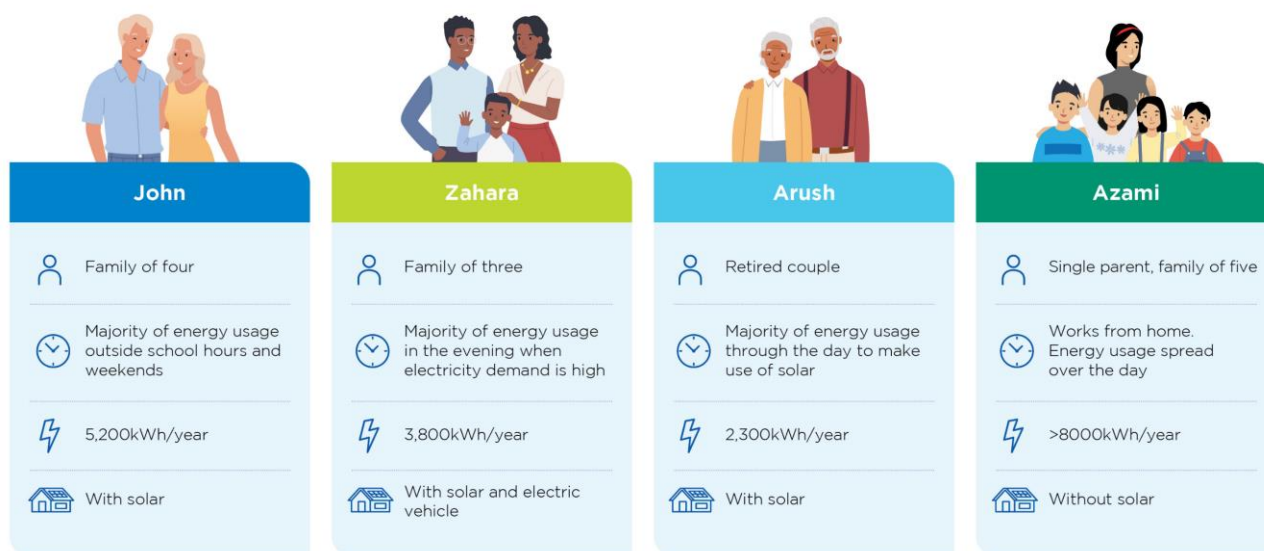 John
Family of four
Majority of energy usage
outside school hours and
weekends
5,200kWh/year
With solar
Zahara
Family of three
Majority of energy usage
in the evening when
electricity demand is high
3,800kWh/year
With solar and electric
vehicle
Arush
Retired couple
Majority of energy usage
through the day to make
use of solar
2,300kWh/year
With solar
Azami
Single parent, family of five
Works from home.
Energy usage spread
over the day
>8000kWh/year
Without solar